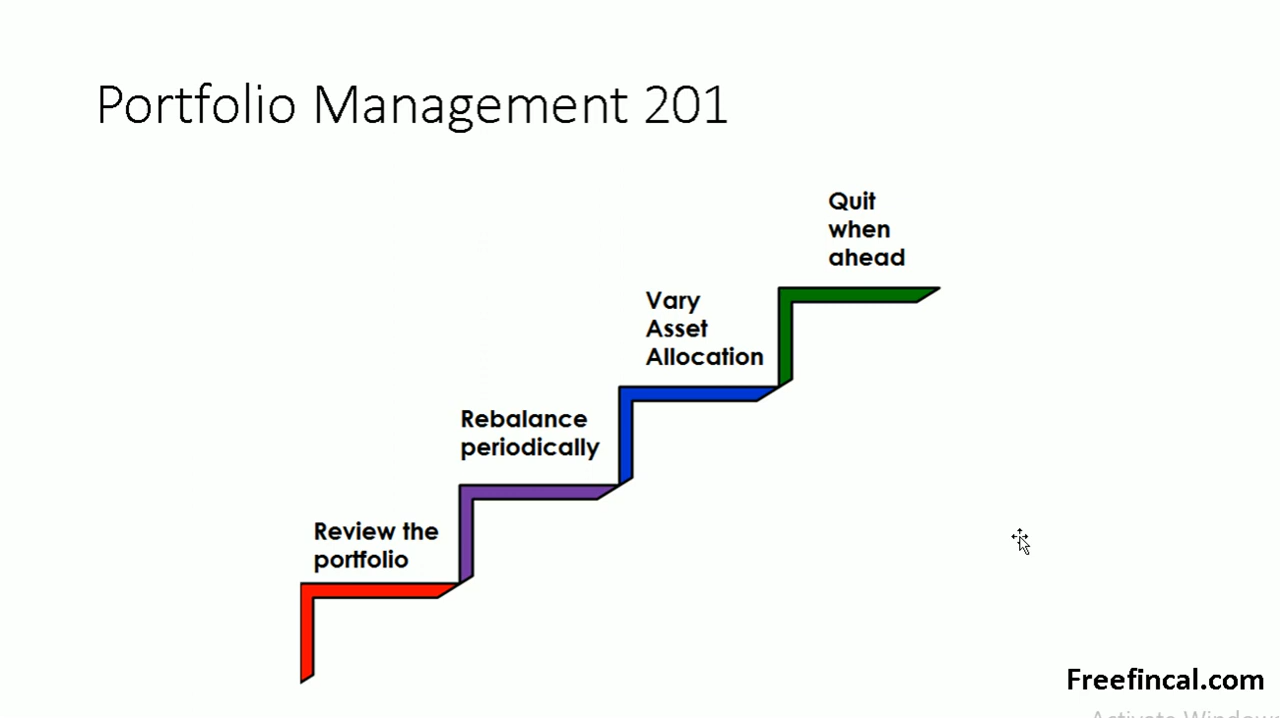 Portfolio Management 201
Quit
when
ahead
Vary
Asset
Allocation
Rebalance
periodically
Review the
portfolio
Freefincal.com